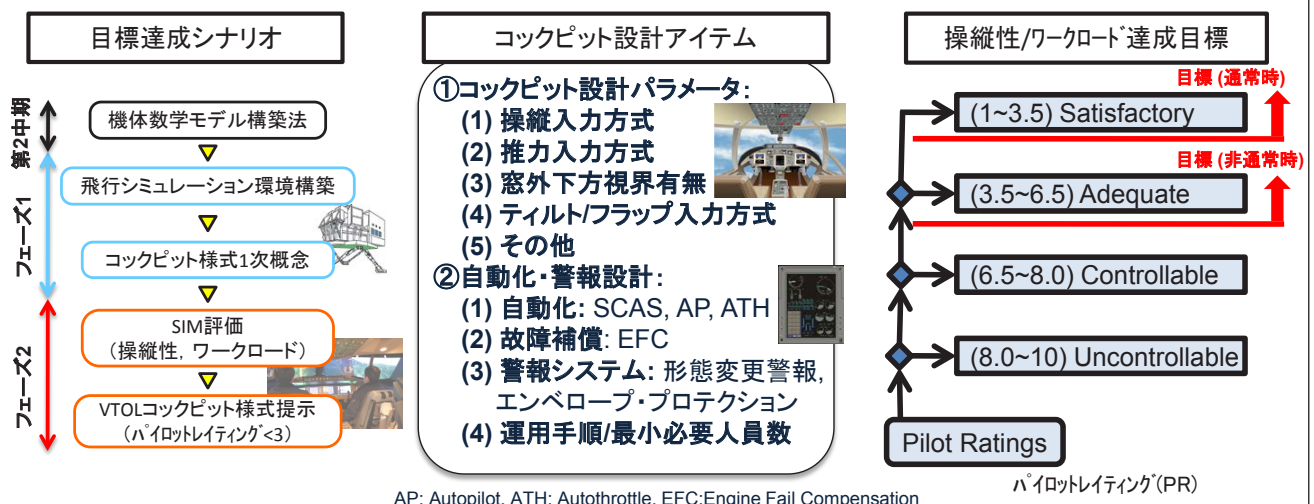 目標達成シナリオ
第2中期
フェーズ1
フェーズ2
機体数学モデル構築法
飛行シミュレーション環境構築
コックピット様式1次概念
SIM評価
(操縦性, ワークロード)
VTOLコックピット様式提示
(パイロットレイティング<3)
コックピット設計アイテム
①コックピット設計パラメータ:
(1) 操縦入力方式
(2) 推力入力方式
(3) 窓外下方視界有無
(4) ティルト/フラップ入力方式
(5) その他
②自動化・警報設計:
(1) 自動化: SCAS, AP, ATH
(2) 故障補償: EFC
(3) 警報システム: 形態変更警報,
エンベロープ・プロテクション
(4) 運用手順/最小必要人員数
操縦性/ワークロード達成目標
目標 (通常時)
(1~3.5) Satisfactory
目標 (非通常時)
(3.5~6.5) Adequate
(6.5~8.0) Controllable
(8.0~10) Uncontrollable
Pilot Ratings
パイロットレイティング(PR)
AP: Autopilot, ATH: Autothrottle, EFC:Engine Fail Compensation